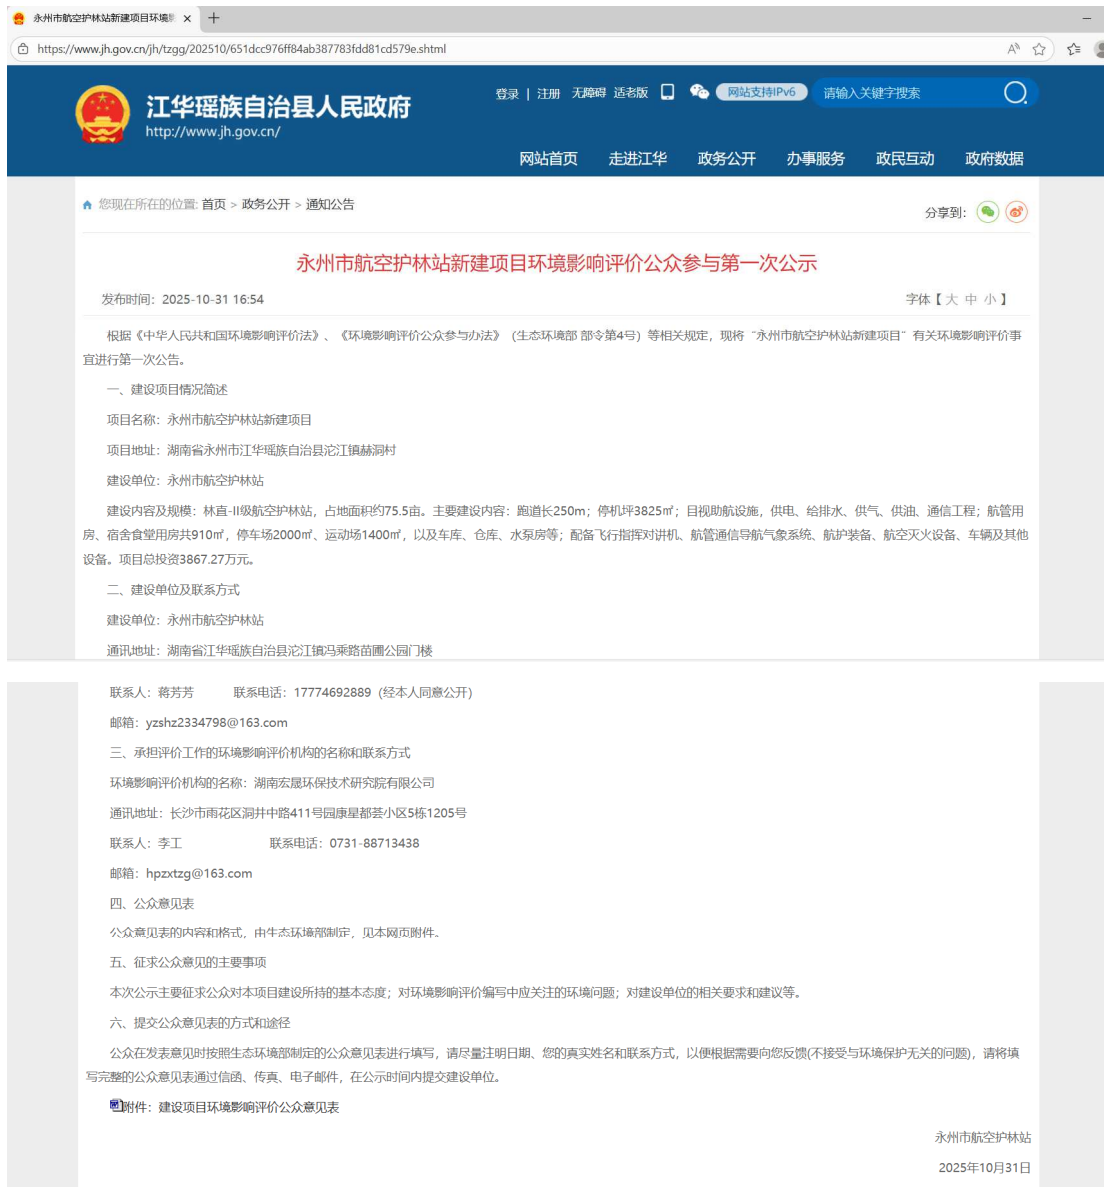 永州市航空护林站新建项目环境影
https://www.jh.gov.cn/jh/tzgg/202510/651dcc976ff84ab387783fdd81cd579e.shtml
江华瑶族自治县人民政府
http://www.jh.gov.cn/
登录 | 注册 无障碍 适老版 网站支持IPv6 请输入关键字搜索
网站首页 走进江华 政务公开 办事服务 政民互动 政府数据
您现在所在的位置: 首页 > 政务公开 > 通知公告
分享到:
永州市航空护林站新建项目环境影响评价公众参与第一次公示
发布时间：2025-10-31 16:54
字体【大 中 小】
根据《中华人民共和国环境影响评价法》、《环境影响评价公众参与办法》（生态环境部 部令第4号）等相关规定，现将“永州市航空护林站新建项目”有关环境影响评价事
宜进行第一次公告。
一、建设项目情况简述
项目名称：永州市航空护林站新建项目
项目地址：湖南省永州市江华瑶族自治县沱江镇赫洞村
建设单位：永州市航空护林站
建设内容及规模：林直-II级航空护林站，占地面积约75.5亩。主要建设内容：跑道长250m；停机坪3825㎡；目视助航设施，供电、给排水、供气、供油、通信工程；航管用
房、宿舍食堂用房共910㎡，停车场2000㎡、运动场1400㎡，以及车库、仓库、水泵房等；配备飞行指挥对讲机、航管通信导航气象系统、航护装备、航空灭火设备、车辆及其他
设备。项目总投资3867.27万元。
二、建设单位及联系方式
建设单位：永州市航空护林站
通讯地址：湖南省江华瑶族自治县沱江镇冯乘路苗圃公园门楼
联系人：蒋芳芳 联系电话：17774692889（经本人同意公开）
邮箱：yzshz2334798@163.com
三、承担评价工作的环境影响评价机构的名称和联系方式
环境影响评价机构的名称：湖南宏晟环保技术研究院有限公司
通讯地址：长沙市雨花区洞井中路411号园康星都荟小区5栋1205号
联系人：李工 联系电话：0731-88713438
邮箱：hpzxtzg@163.com
四、公众意见表
公众意见表的内容和格式，由生态环境部制定，见本网页附件。
五、征求公众意见的主要事项
本次公示主要征求公众对本项目建设所持的基本态度；对环境影响评价编写中应关注的环境问题；对建设单位的相关要求和建议等。
六、提交公众意见表的方式和途径
公众在发表意见时按照生态环境部制定的公众意见表进行填写，请尽量注明日期、您的真实姓名和联系方式，以便根据需要向您反馈(不接受与环境保护无关的问题)，请将填
写完整的公众意见表通过信函、传真、电子邮件，在公示时间内提交建设单位。
附件：建设项目环境影响评价公众意见表
永州市航空护林站
2025年10月31日